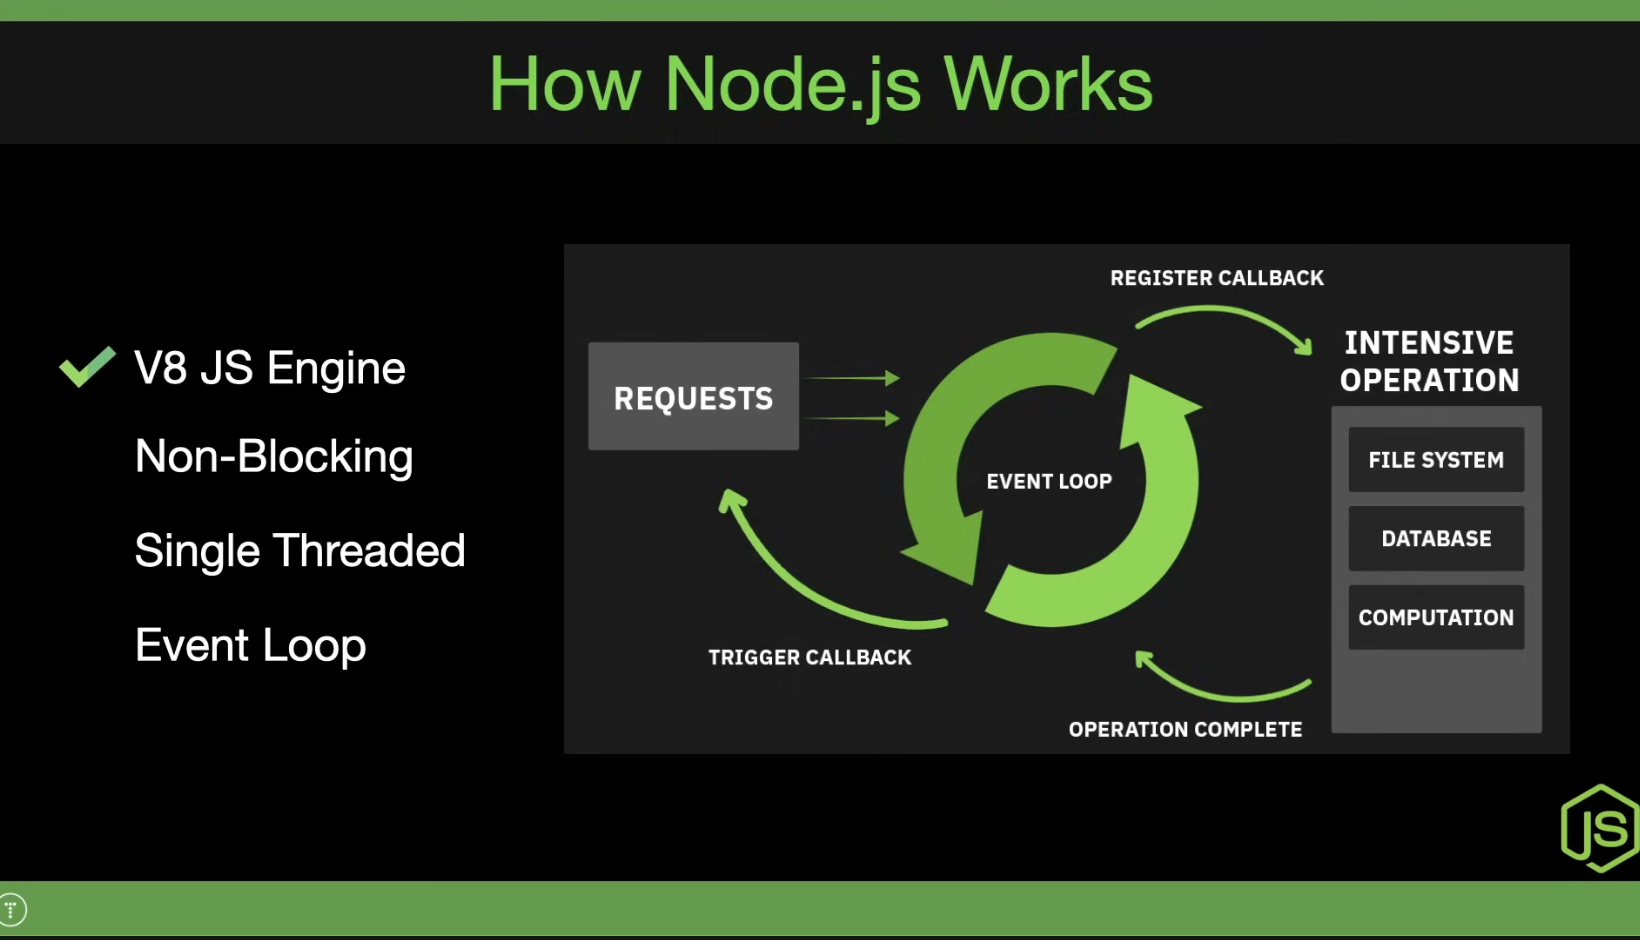 How Node.js Works
V8 JS Engine
Non-Blocking
Single Threaded
Event Loop
REGISTER CALLBACK
REQUESTS
INTENSIVE
OPERATION
FILE SYSTEM
EVENT LOOP
DATABASE
COMPUTATION
TRIGGER CALLBACK
OPERATION COMPLETE
JS
T